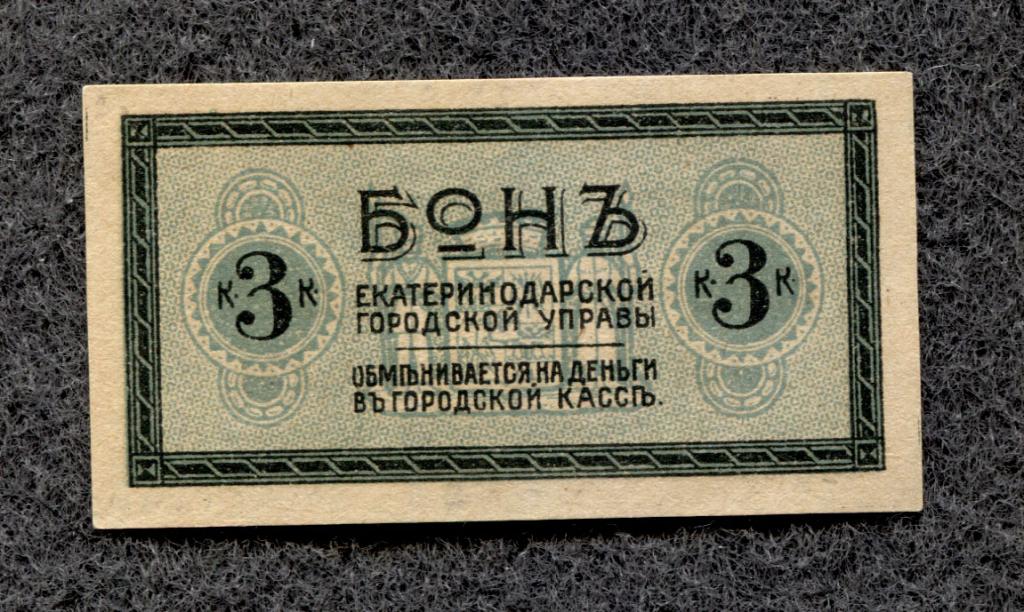 БОНЪ
К. 3 К. ЕКАТЕРИНОДАРСКОЙ К. 3 К.
ГОРОДСКОЙ УПРАВЫ
ОБМѢНИВАЕТСЯ НА ДЕНЬГИ
ВЪ ГОРОДСКОЙ КАССѢ.